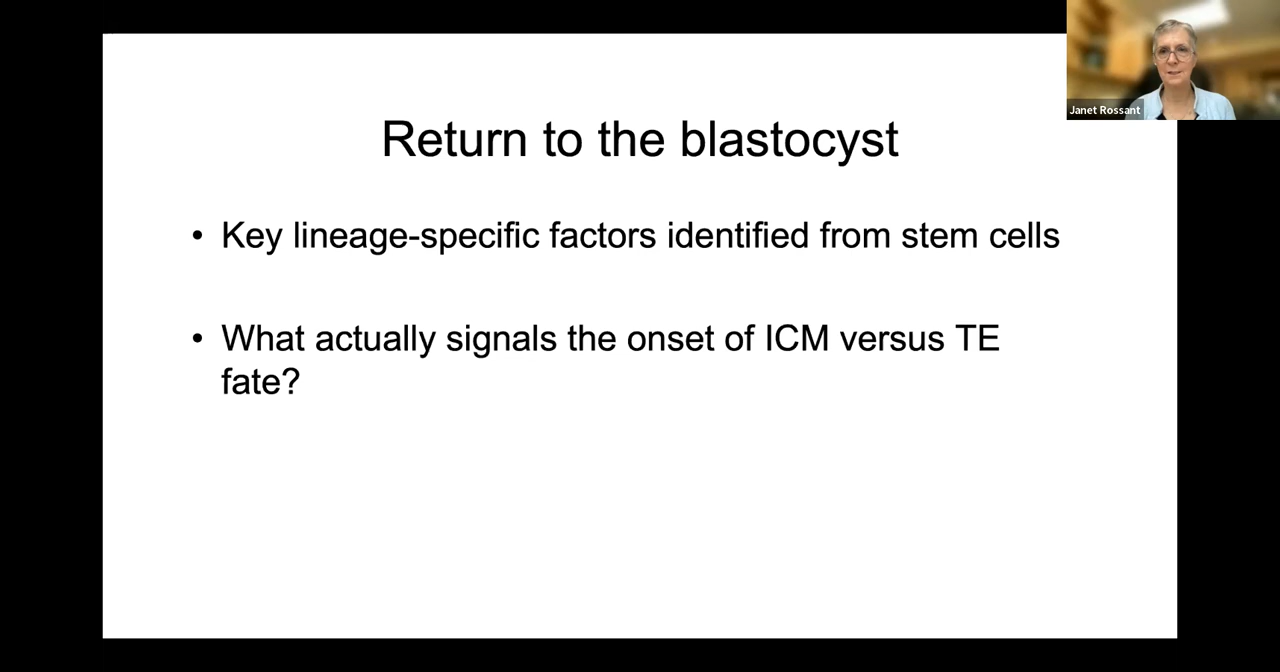 Janet Rossant
Return to the blastocyst
• Key lineage-specific factors identified from stem cells
• What actually signals the onset of ICM versus TE
fate?